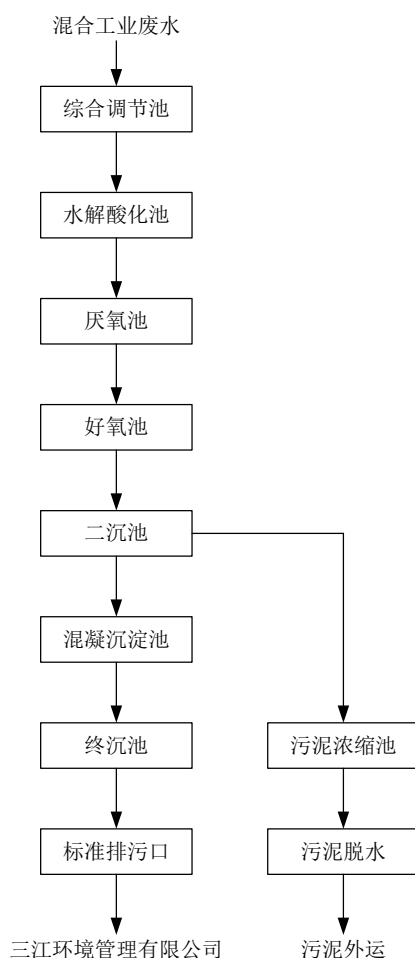 混合工业废水
综合调节池
水解酸化池
厌氧池
好氧池
二沉池
混凝沉淀池
终沉池
污泥浓缩池
标准排污口
污泥脱水
三江环境管理有限公司
污泥外运